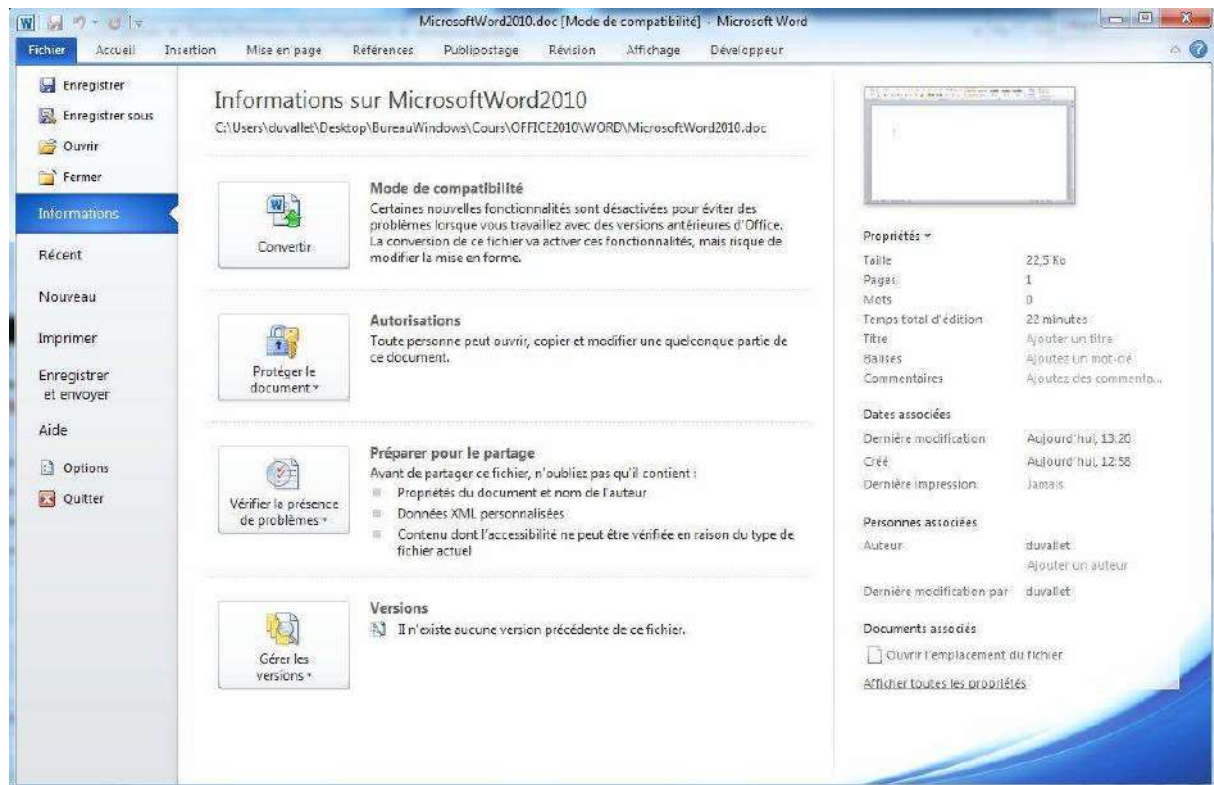 MicrosoftWord2010.doc [Mode de compatibilité] - Microsoft Word
Fichier Accueil Insertion Mise en page Références Publipostage Révision Affichage Développeur
Enregistrer
Enregistrer sous
Ouvrir
Fermer
Informations
Récent
Nouveau
Imprimer
Enregistrer
et envoyer
Aide
Options
Quitter
Informations sur MicrosoftWord2010
C:\Users\duvallet\Desktop\BureauWindows\Cours\OFFICE2010\WORD\MicrosoftWord2010.doc
Convertir
Mode de compatibilité
Certaines nouvelles fonctionnalités sont désactivées pour éviter des
problèmes lorsque vous travaillez avec des versions antérieures d'Office.
La conversion de ce fichier va activer ces fonctionnalités, mais risque de
modifier la mise en forme.
Protéger le
document
Autorisations
Toute personne peut ouvrir, copier et modifier une quelconque partie de
ce document.
Vérifier la présence
de problèmes
Préparer pour le partage
Avant de partager ce fichier, n'oubliez pas qu'il contient :
Propriétés du document et nom de l'auteur
Données XML personnalisées
Contenu dont l'accessibilité ne peut être vérifiée en raison du type de
fichier actuel
Gérer les
versions
Versions
Il n'existe aucune version précédente de ce fichier.
Propriétés
Taille 22,5 Ko
Pages 1
Mots 0
Temps total d'édition 22 minutes
Titre Ajouter un titre
Balises Ajoutez un mot-clé
Commentaires Ajoutez des commenta...
Dates associées
Dernière modification Aujourd'hui, 13:20
Créé Aujourd'hui, 12:58
Dernière impression Jamais
Personnes associées
Auteur duvallet
Ajouter un auteur
Dernière modification par duvallet
Documents associés
Ouvrir l'emplacement du fichier
Afficher toutes les propriétés